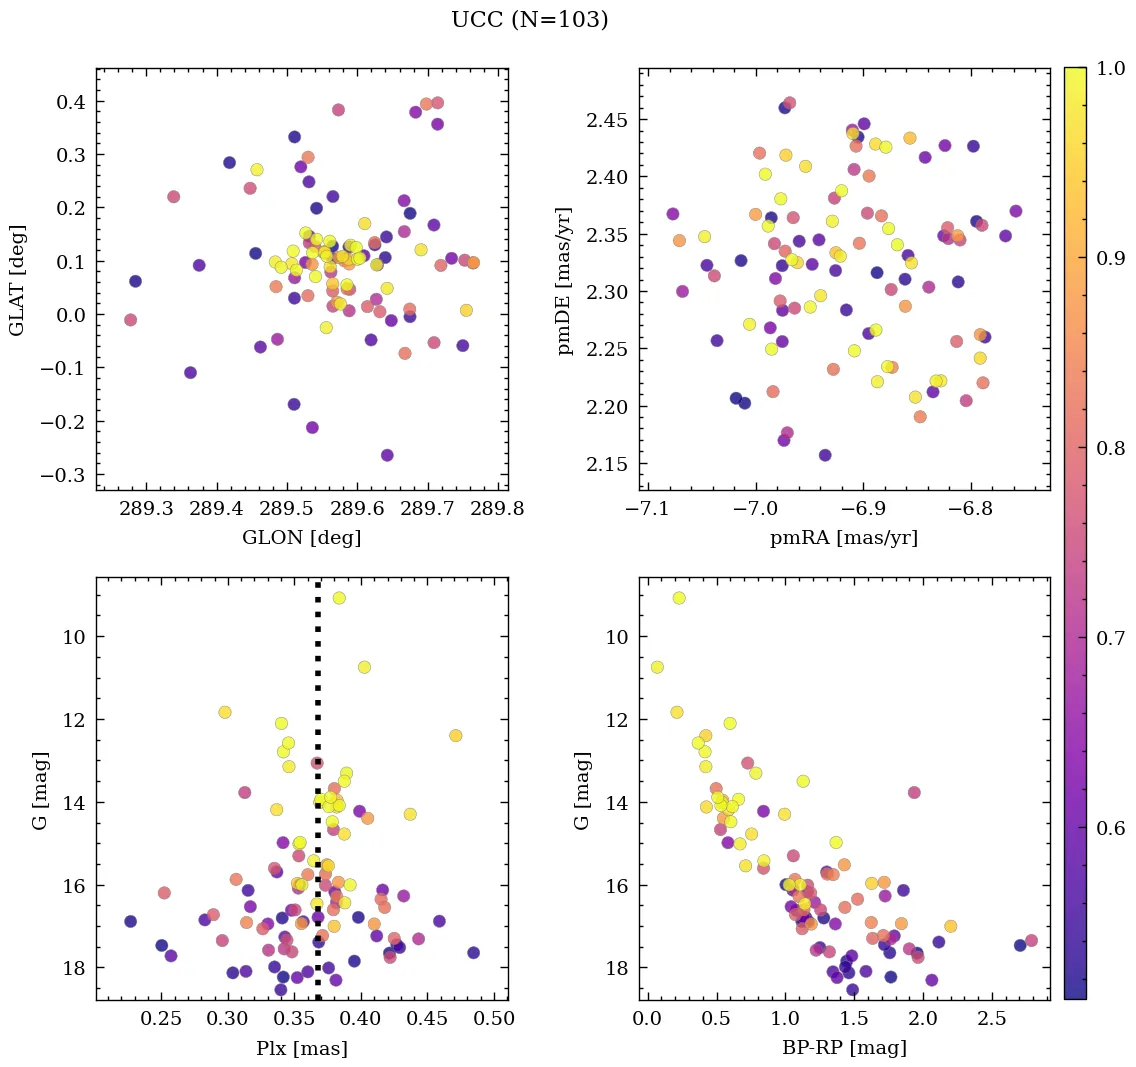 UCC (N=103)
0.4
0.3
0.2
0.1
0.0
−0.1
−0.2
−0.3
GLAT [deg]
289.3 289.4 289.5 289.6 289.7 289.8
GLON [deg]
2.45
2.40
2.35
2.30
2.25
2.20
2.15
pmDE [mas/yr]
−7.1 −7.0 −6.9 −6.8
pmRA [mas/yr]
1.0
0.9
0.8
0.7
0.6
10
12
14
16
18
G [mag]
0.25 0.30 0.35 0.40 0.45 0.50
Plx [mas]
10
12
14
16
18
G [mag]
0.0 0.5 1.0 1.5 2.0 2.5
BP-RP [mag]